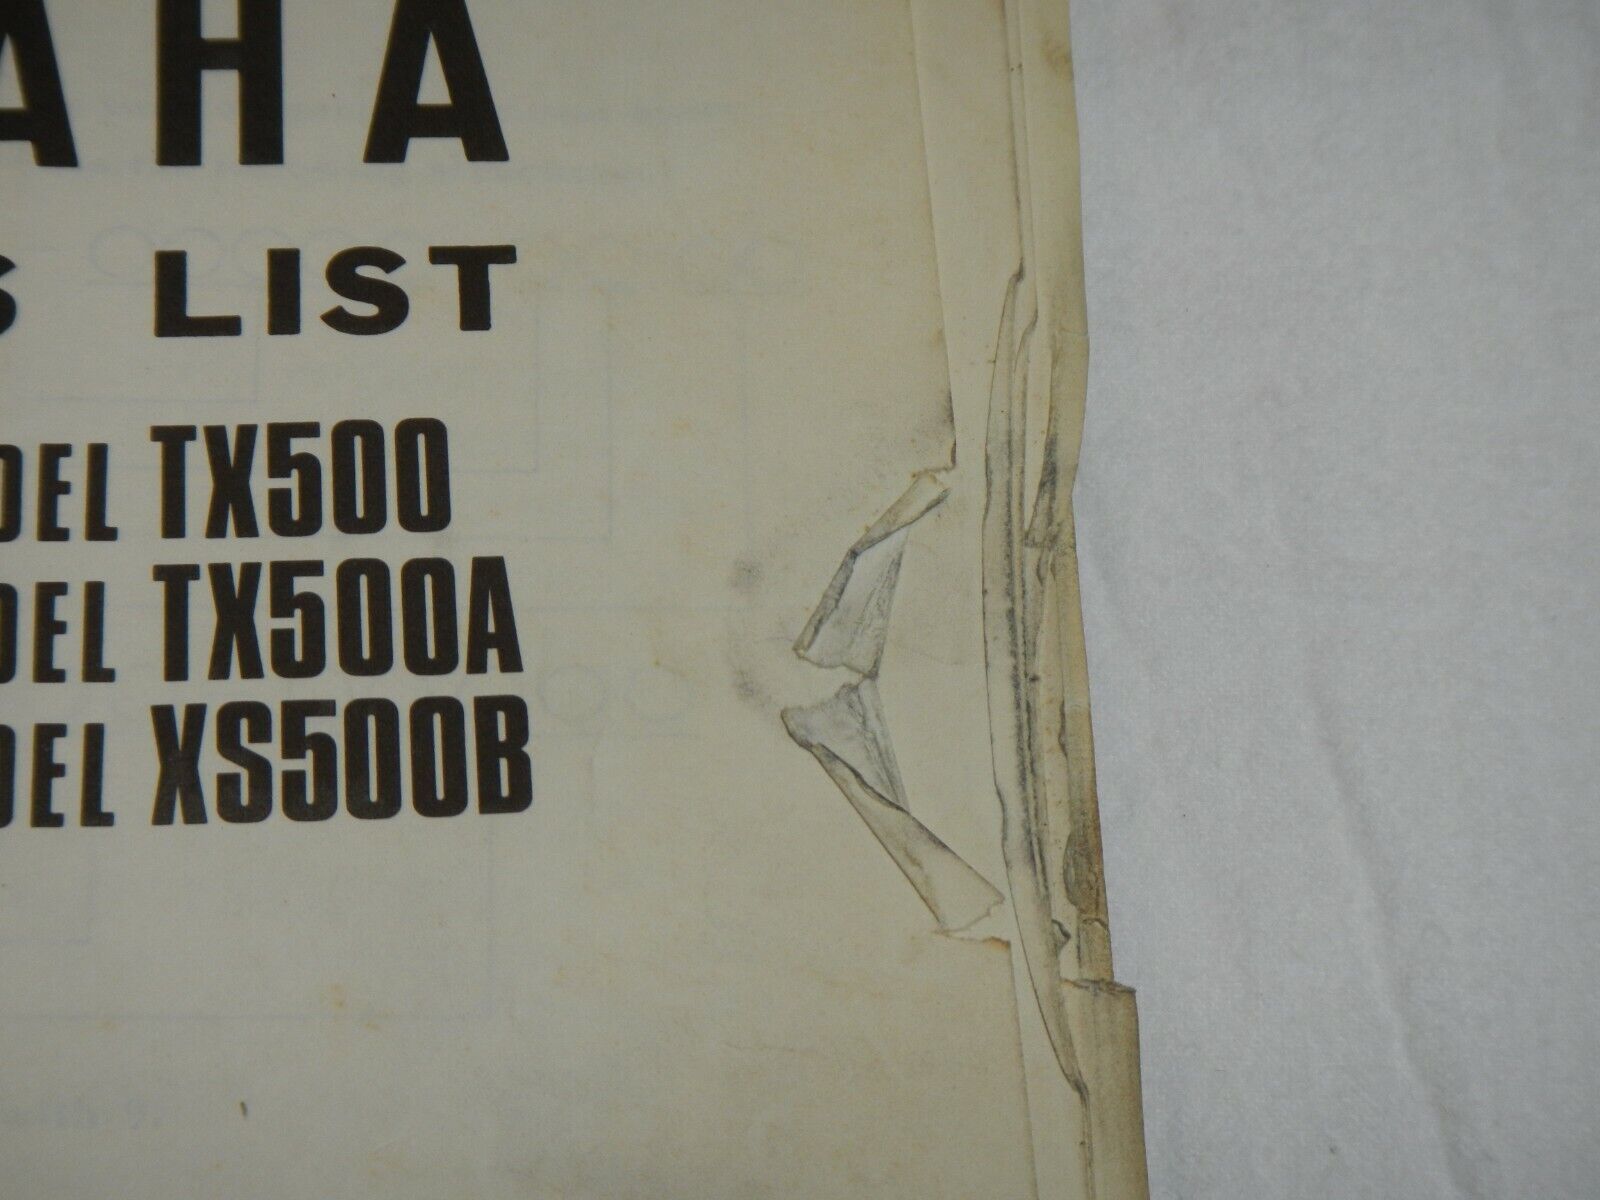 AHA
S LIST
DEL TX500
DEL TX500A
DEL XS500B